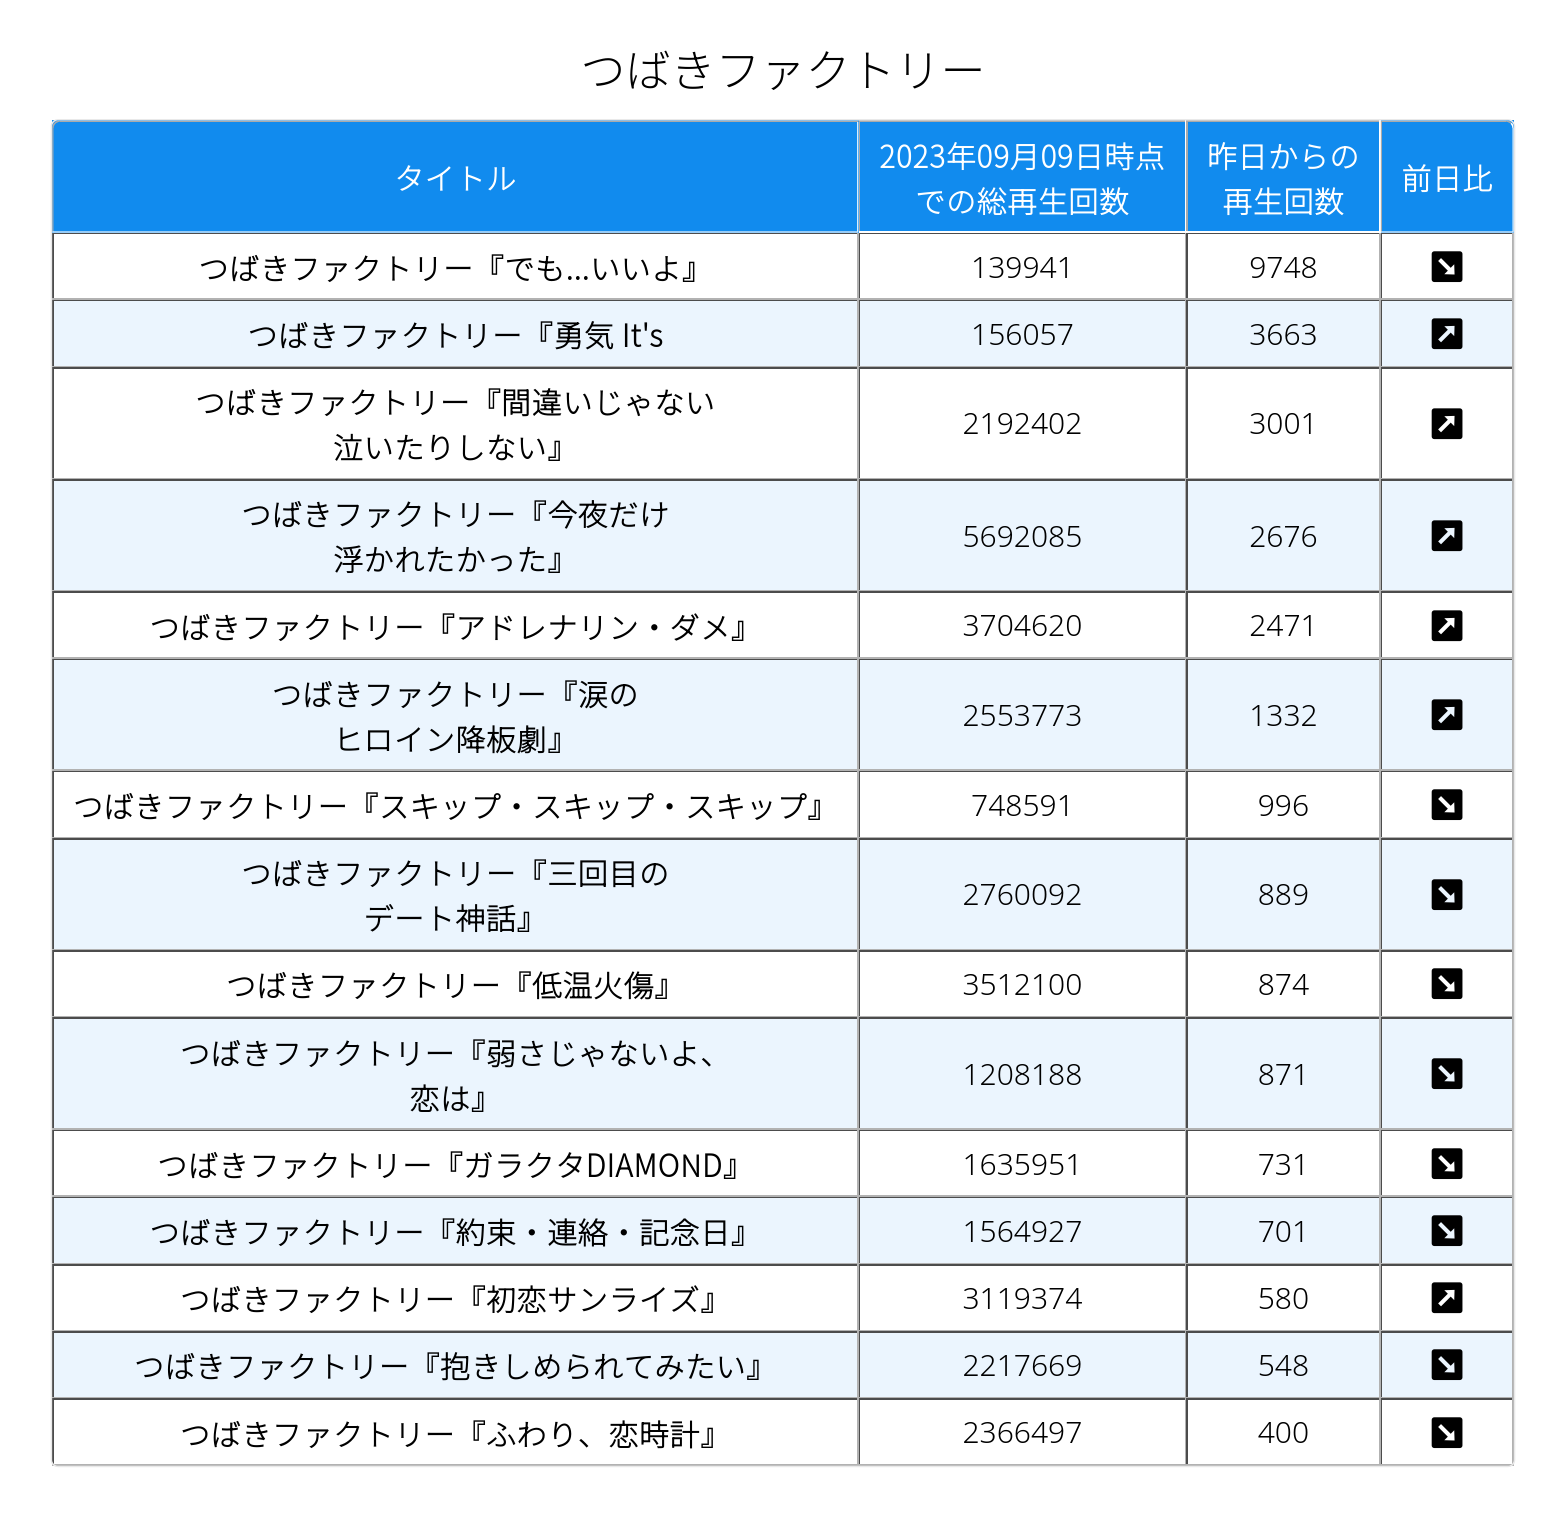 つばきファクトリー
タイトル
2023年09月09日時点
での総再生回数
昨日からの
再生回数
前日比
つばきファクトリー『でも...いいよ』 139941 9748 ↘
つばきファクトリー『勇気 It's 156057 3663 ↗
つばきファクトリー『間違いじゃない
泣いたりしない』 2192402 3001 ↗
つばきファクトリー『今夜だけ
浮かれたかった』 5692085 2676 ↗
つばきファクトリー『アドレナリン・ダメ』 3704620 2471 ↗
つばきファクトリー『涙の
ヒロイン降板劇』 2553773 1332 ↗
つばきファクトリー『スキップ・スキップ・スキップ』 748591 996 ↘
つばきファクトリー『三回目の
デート神話』 2760092 889 ↘
つばきファクトリー『低温火傷』 3512100 874 ↘
つばきファクトリー『弱さじゃないよ、
恋は』 1208188 871 ↘
つばきファクトリー『ガラクタDIAMOND』 1635951 731 ↘
つばきファクトリー『約束・連絡・記念日』 1564927 701 ↘
つばきファクトリー『初恋サンライズ』 3119374 580 ↗
つばきファクトリー『抱きしめられてみたい』 2217669 548 ↘
つばきファクトリー『ふわり、恋時計』 2366497 400 ↘